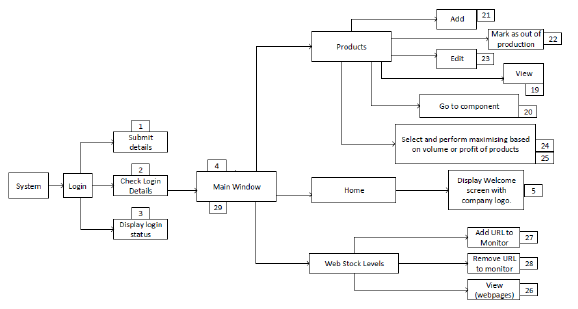 Add
21
Mark as out of
production
22
Products
Edit
23
View
19
Go to component
20
1
Submit
details
Select and perform maximising based
on volume or profit of products
24
25
System
Login
2
Check Login
Details
4
Main Window
29
Home
Display Welcome
screen with
company logo.
5
3
Display login
status
Add URL to
Monitor
27
Web Stock Levels
Remove URL
to monitor
28
View
(webpages)
26